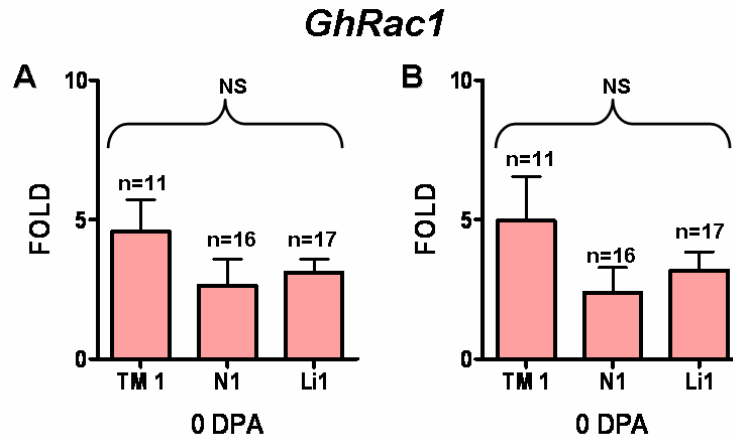 GhRac1
A
B
10
NS
n=11
n=16
n=17
5
FOLD
0
TM 1 N1 Li1
0 DPA
10
NS
n=11
n=16
n=17
5
FOLD
0
TM 1 N1 Li1
0 DPA